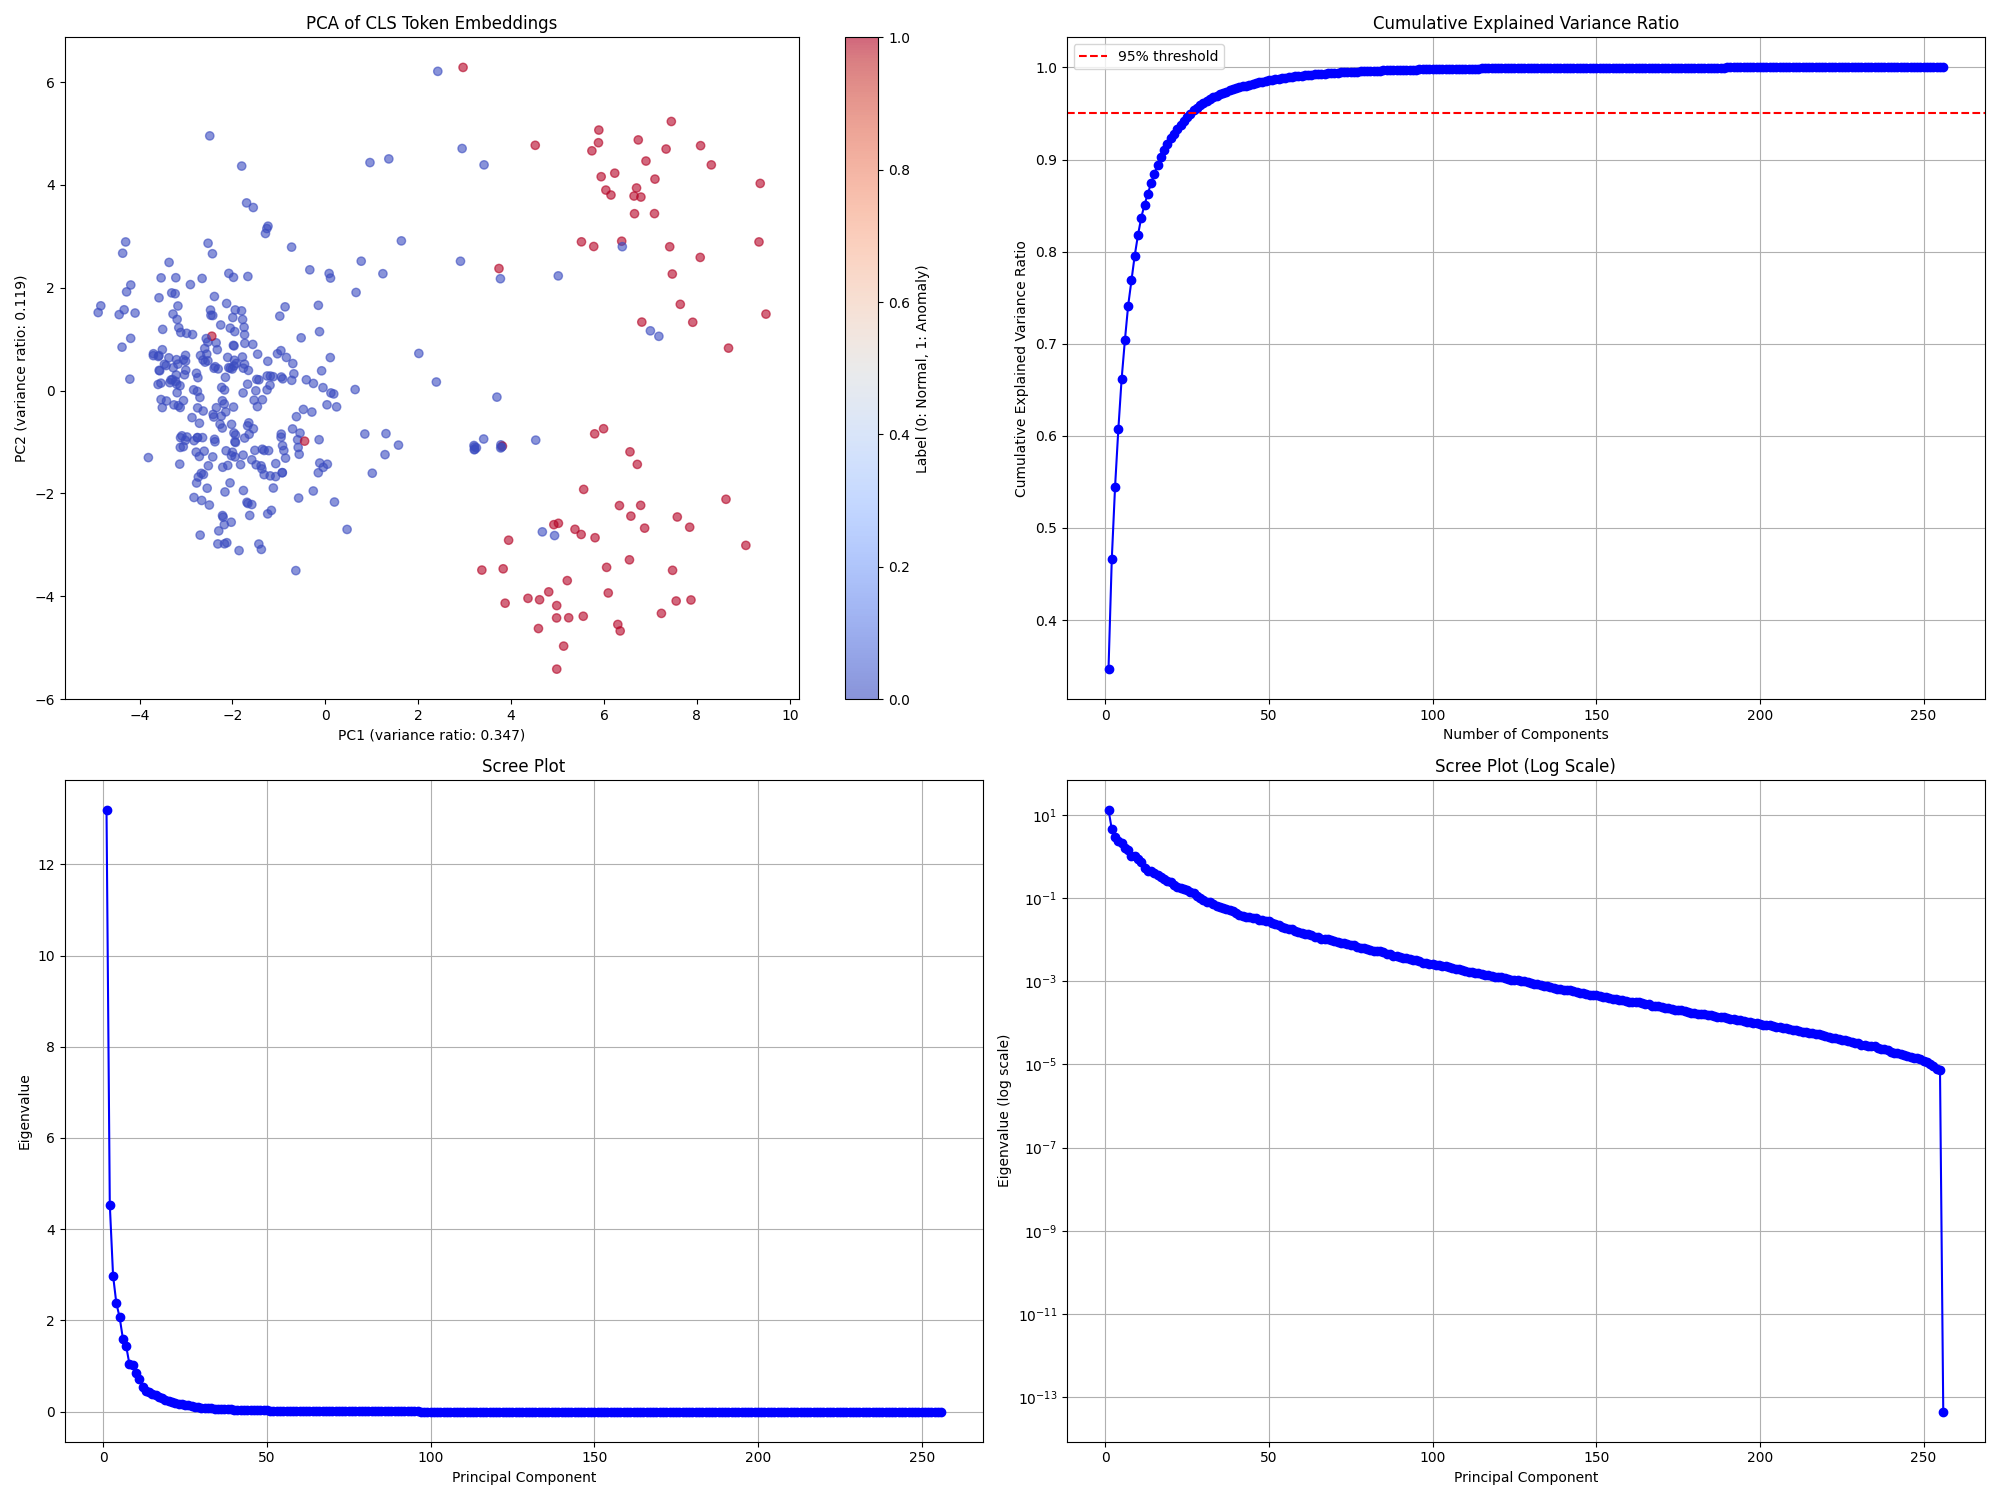 PCA of CLS Token Embeddings
6
4
2
0
−2
−4
−6
PC2 (variance ratio: 0.119)
−4 −2 0 2 4 6 8 10
PC1 (variance ratio: 0.347)
1.0
0.8
0.6
0.4
0.2
0.0
Label (0: Normal, 1: Anomaly)
Cumulative Explained Variance Ratio
95% threshold
1.0
0.9
0.8
0.7
0.6
0.5
0.4
Cumulative Explained Variance Ratio
0 50 100 150 200 250
Number of Components
Scree Plot
12
10
8
6
4
2
0
Eigenvalue
0 50 100 150 200 250
Principal Component
Scree Plot (Log Scale)
10¹
10⁻¹
10⁻³
10⁻⁵
10⁻⁷
10⁻⁹
10⁻¹¹
10⁻¹³
Eigenvalue (log scale)
0 50 100 150 200 250
Principal Component